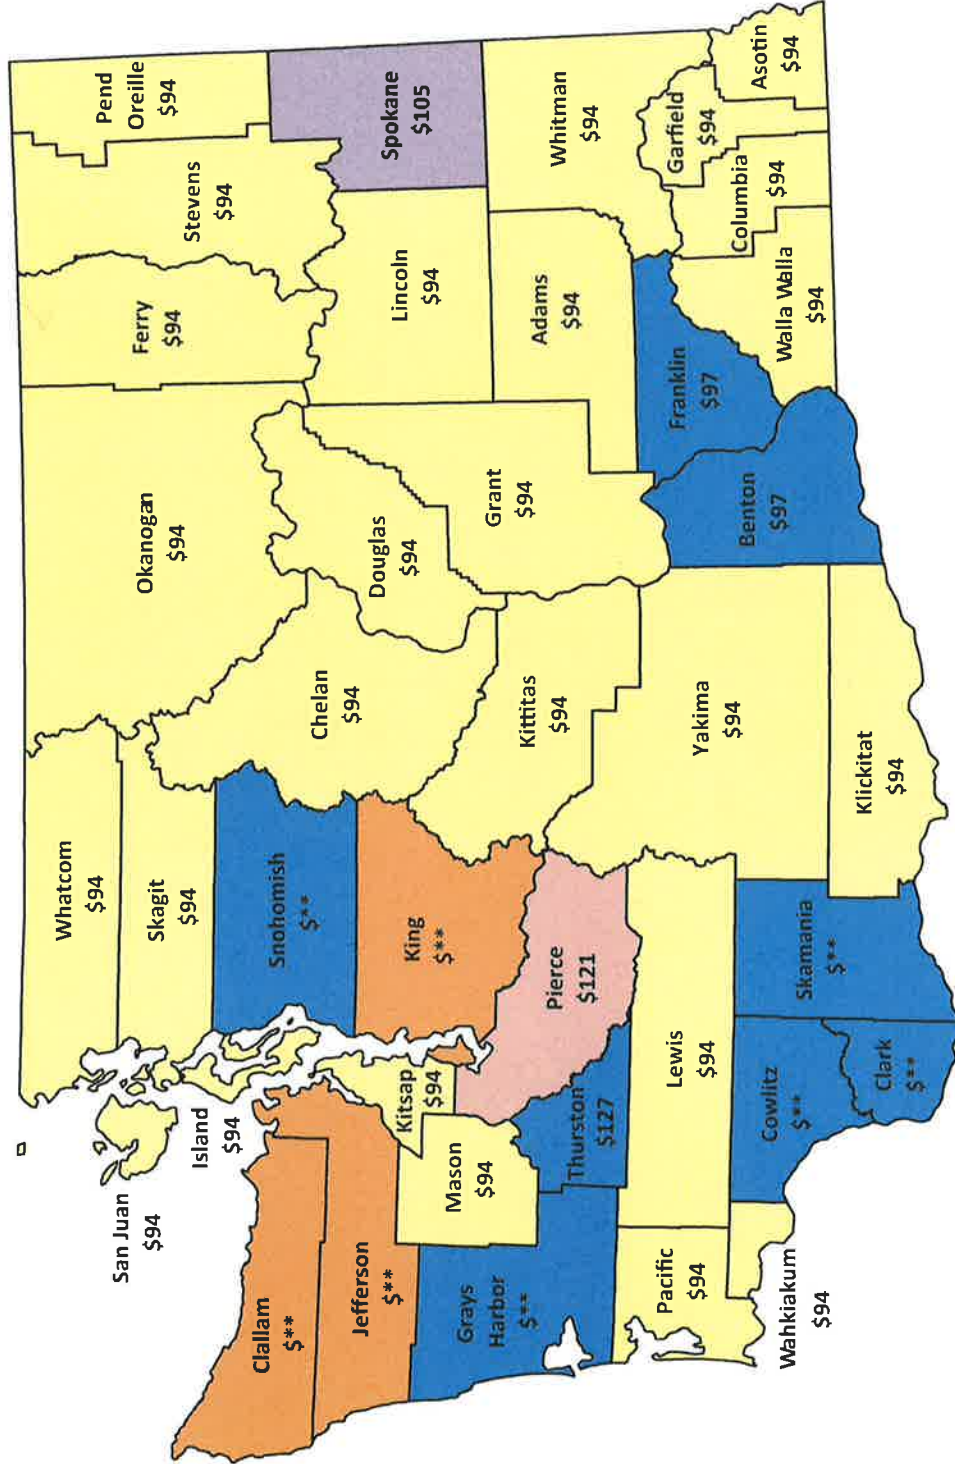 Whatcom
$94
San Juan
$94
Skagit
$94
Island
$94
Okanogan
$94
Ferry
$94
Stevens
$94
Pend
Oreille
$94
Clallam
$**
Snohomish
$**
Chelan
$94
Jefferson
$**
Kitsap
$94
King
$**
Douglas
$94
Lincoln
$94
Spokane
$105
Mason
$94
Grays
Harbor
$**
Kittitas
$94
Grant
$94
Adams
$94
Whitman
$94
Pierce
$121
Thurston
$127
Pacific
$94
Lewis
$94
Yakima
$94
Franklin
$97
Benton
$97
Garfield
$94
Columbia
$94
Asotin
$94
Walla Walla
$94
Wahkiakum
$94
Cowlitz
$**
Skamania
$**
Clark
$**
Klickitat
$94